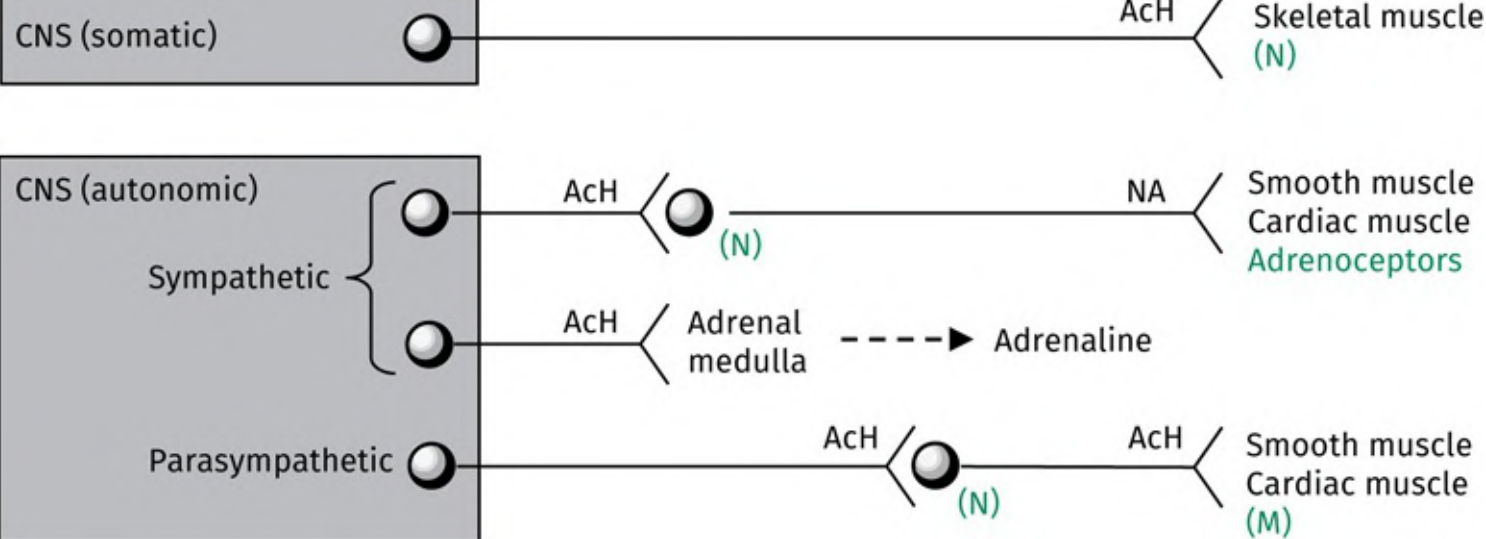 AcH
Skeletal muscle
CNS (somatic)
(N)
CNS (autonomic)
AcH
(N)
NA
Smooth muscle
Cardiac muscle
Adrenoceptors
Sympathetic
AcH
Adrenal
medulla
Adrenaline
Parasympathetic
AcH
(N)
AcH
Smooth muscle
Cardiac muscle
(M)